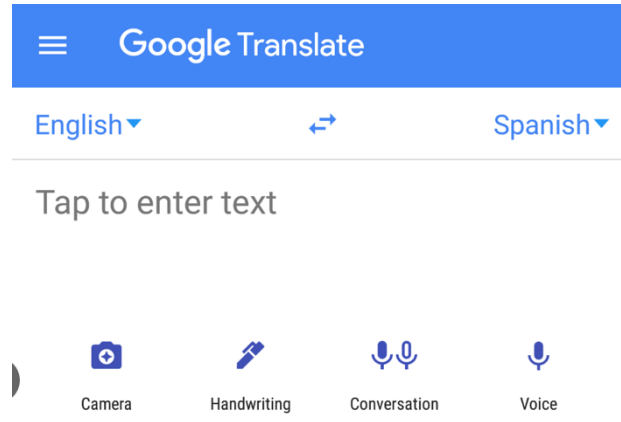 Google Translate
English Spanish
Tap to enter text
Camera Handwriting Conversation Voice